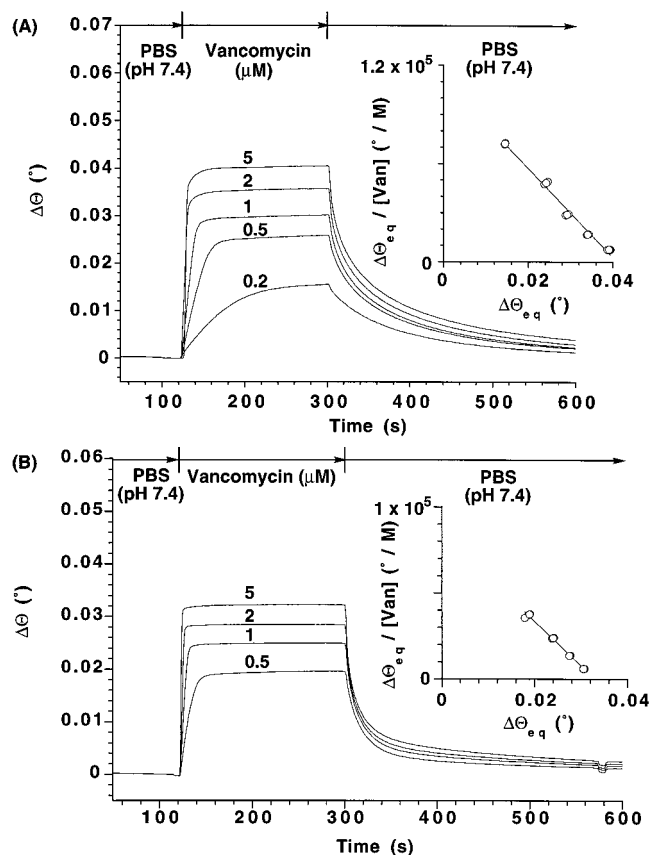 (A)
0.07
0.06
0.05
0.04
0.03
0.02
0.01
0
ΔΘ (°)
PBS
(pH 7.4)
Vancomycin
(μM)
PBS
(pH 7.4)
5
2
1
0.5
0.2
1.2 x 10⁵
0
ΔΘeq / [Van] (° / M)
0 0.02 0.04
ΔΘeq (°)
100 200 300 400 500 600
Time (s)
(B)
0.06
0.05
0.04
0.03
0.02
0.01
0
ΔΘ (°)
PBS
(pH 7.4)
Vancomycin (μM)
PBS
(pH 7.4)
5
2
1
0.5
1 x 10⁵
0
ΔΘeq / [Van] (° / M)
0 0.02 0.04
ΔΘeq (°)
100 200 300 400 500 600
Time (s)